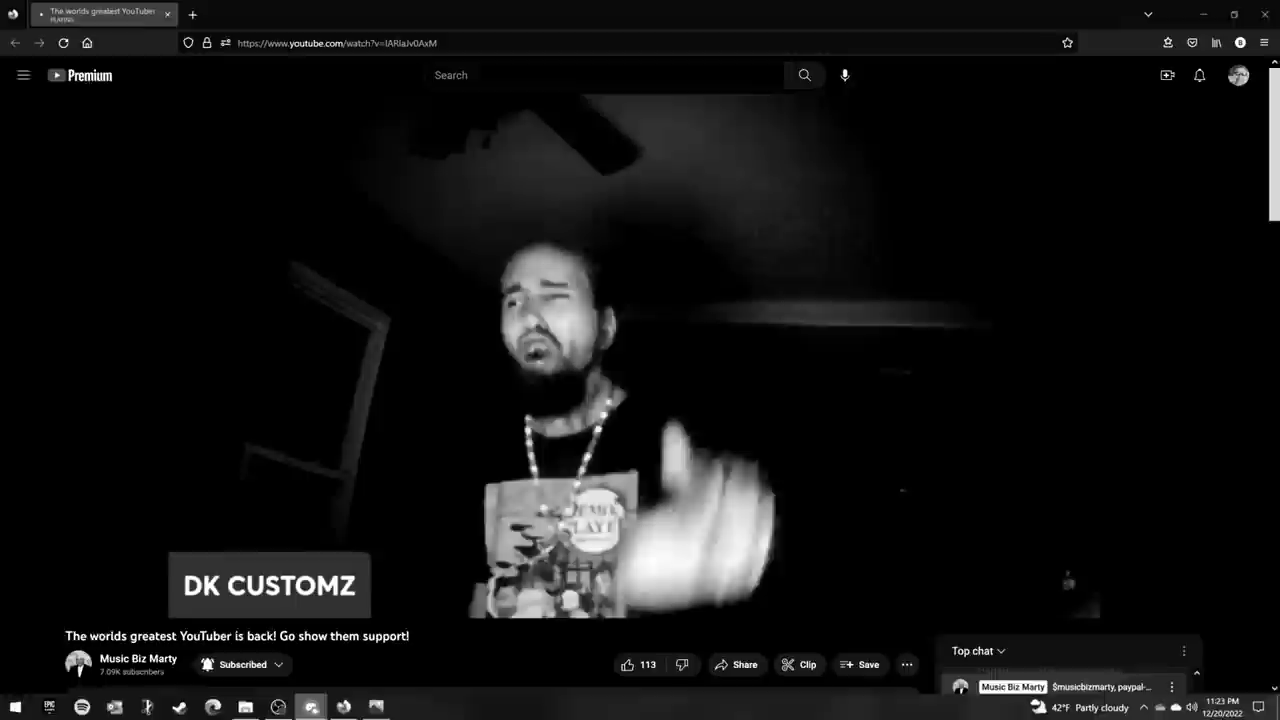 The worlds greatest YouTuber
PLAYING
https://www.youtube.com/watch?v=lARlaJv0AxM
Premium
Search
DK CUSTOMZ
The worlds greatest YouTuber is back! Go show them support!
Music Biz Marty
7.09K subscribers
Subscribed
113
Share
Clip
Save
Top chat
Music Biz Marty $musicbizmarty, paypal-...
42°F Partly cloudy
11:23 PM
12/20/2022